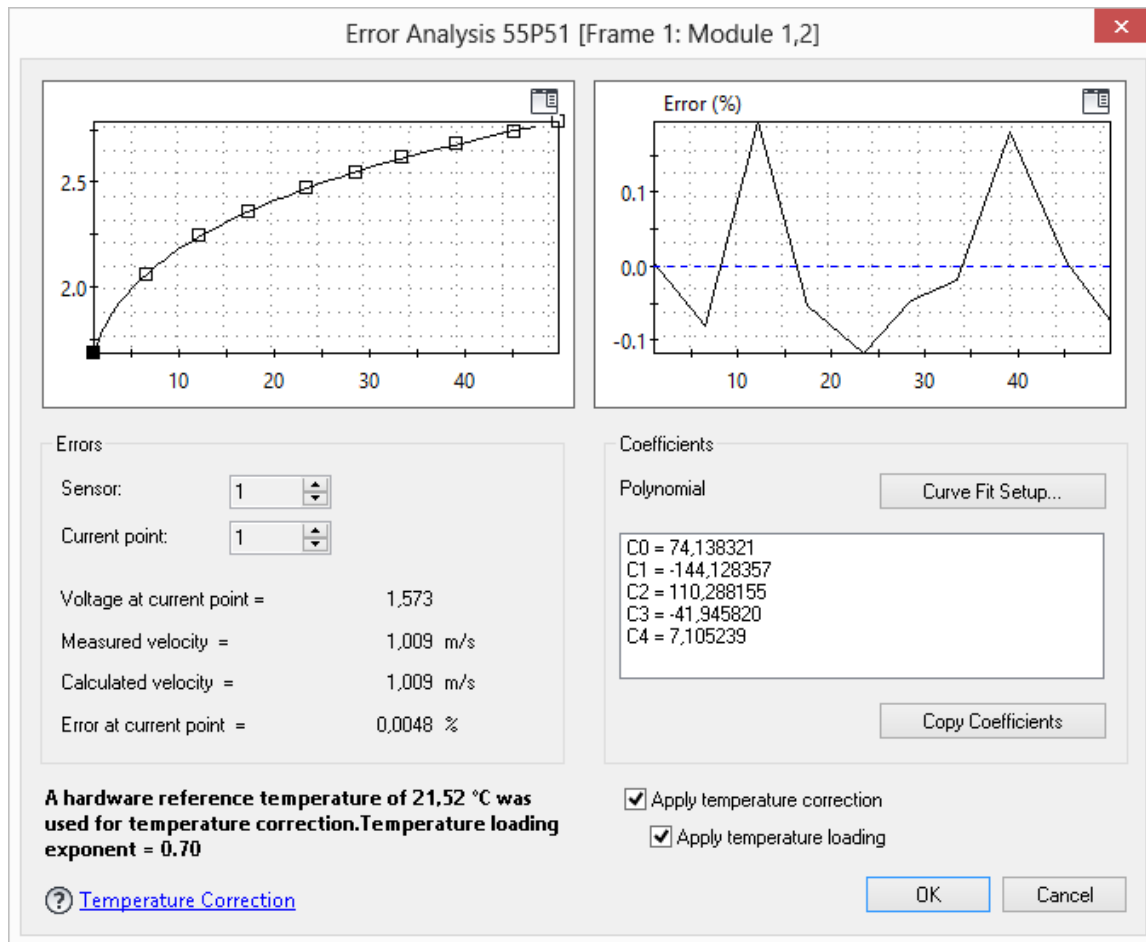 Error Analysis 55P51 [Frame 1: Module 1,2]
2.5
2.0
10 20 30 40
Error (%)
0.1
0.0
-0.1
10 20 30 40
Errors
Sensor: 1
Current point: 1
Voltage at current point = 1,573
Measured velocity = 1,009 m/s
Calculated velocity = 1,009 m/s
Error at current point = 0,0048 %
Coefficients
Polynomial Curve Fit Setup...
C0 = 74,138321
C1 = -144,128357
C2 = 110,288155
C3 = -41,945820
C4 = 7,105239
Copy Coefficients
A hardware reference temperature of 21,52 °C was
used for temperature correction.Temperature loading
exponent = 0.70
Apply temperature correction
Apply temperature loading
? Temperature Correction
OK Cancel